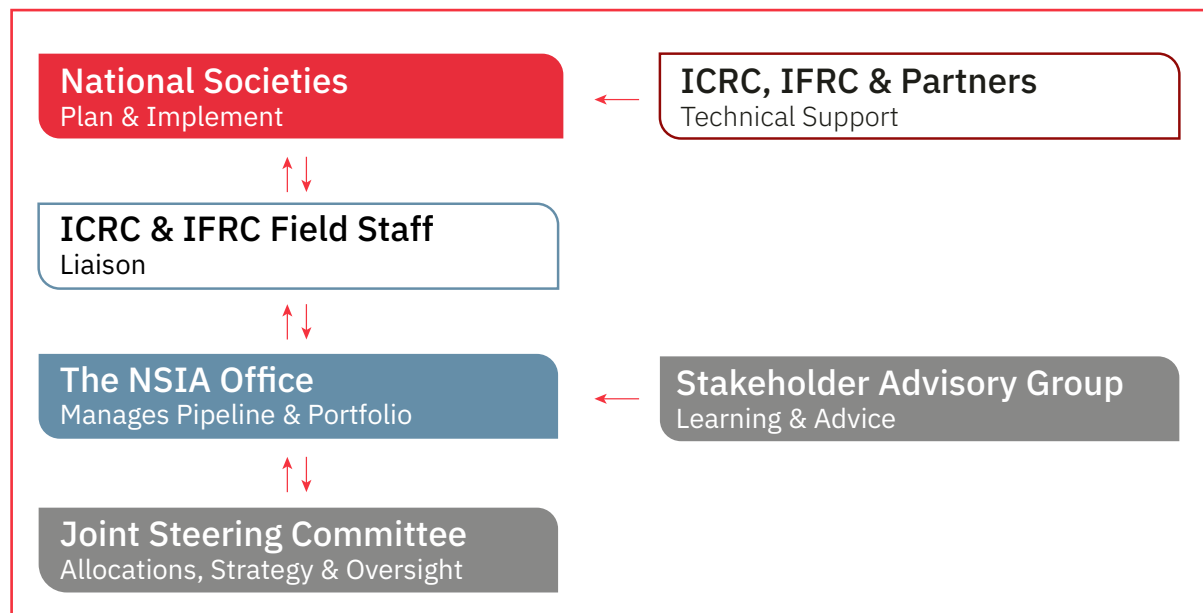 National Societies
Plan & Implement
ICRC, IFRC & Partners
Technical Support
ICRC & IFRC Field Staff
Liaison
The NSIA Office
Manages Pipeline & Portfolio
Stakeholder Advisory Group
Learning & Advice
Joint Steering Committee
Allocations, Strategy & Oversight